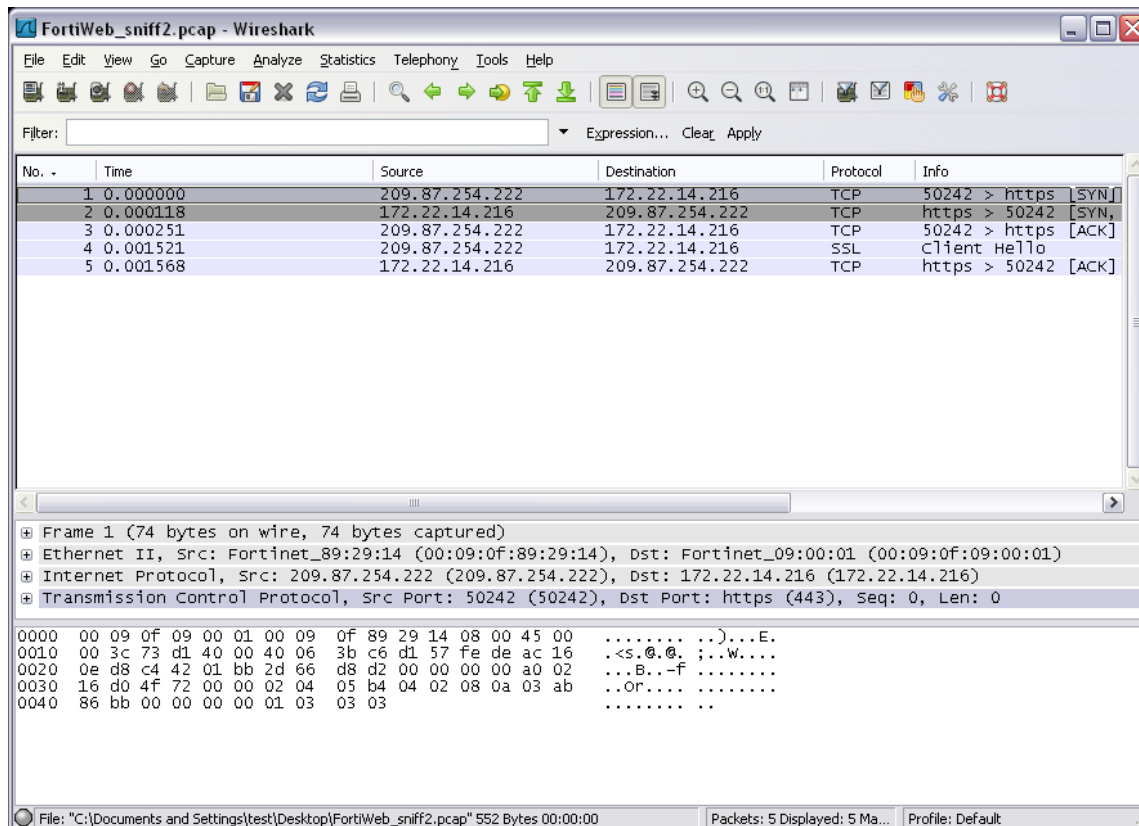 FortiWeb_sniff2.pcap - Wireshark
File Edit View Go Capture Analyze Statistics Telephony Tools Help
Filter: Expression... Clear Apply
No. Time Source Destination Protocol Info
1 0.000000 209.87.254.222 172.22.14.216 TCP 50242 > https [SYN]
2 0.000118 172.22.14.216 209.87.254.222 TCP https > 50242 [SYN,
3 0.000251 209.87.254.222 172.22.14.216 TCP 50242 > https [ACK]
4 0.001521 209.87.254.222 172.22.14.216 SSL Client Hello
5 0.001568 172.22.14.216 209.87.254.222 TCP https > 50242 [ACK]
Frame 1 (74 bytes on wire, 74 bytes captured)
Ethernet II, Src: Fortinet_89:29:14 (00:09:0f:89:29:14), Dst: Fortinet_09:00:01 (00:09:0f:09:00:01)
Internet Protocol, Src: 209.87.254.222 (209.87.254.222), Dst: 172.22.14.216 (172.22.14.216)
Transmission Control Protocol, Src Port: 50242 (50242), Dst Port: https (443), Seq: 0, Len: 0
0000 00 09 0f 09 00 01 00 09 0f 89 29 14 08 00 45 00 ........ ..)...E.
0010 00 3c 73 d1 40 00 40 06 3b c6 d1 57 fe de ac 16 .<s.@.@. ;..W....
0020 0e d8 c4 42 01 bb 2d 66 d8 d2 00 00 00 00 a0 02 ...B..-f ........
0030 16 d0 4f 72 00 00 02 04 05 b4 04 02 08 0a 03 ab ..Or.... ........
0040 86 bb 00 00 00 00 01 03 03 03 ........ ..
File: "C:\Documents and Settings\test\Desktop\FortiWeb_sniff2.pcap" 552 Bytes 00:00:00 Packets: 5 Displayed: 5 Ma... Profile: Default